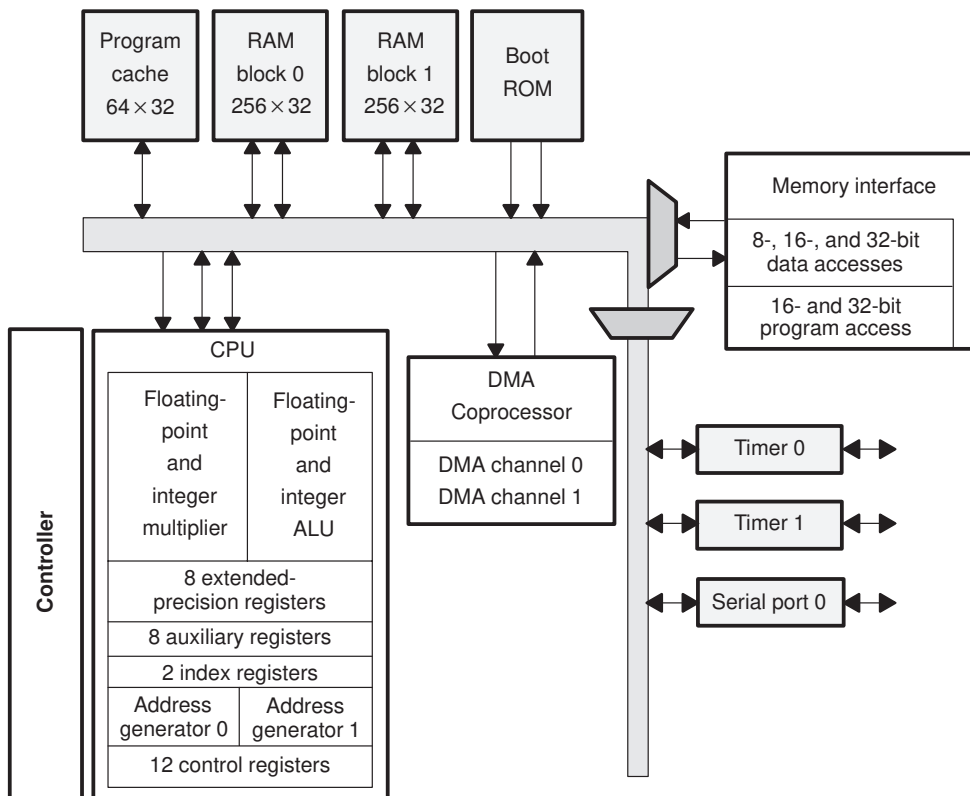 Program
cache
64 × 32
RAM
block 0
256 × 32
RAM
block 1
256 × 32
Boot
ROM
Memory interface
8-, 16-, and 32-bit
data accesses
16- and 32-bit
program access
Controller
CPU
Floating-
point
and
integer
multiplier
Floating-
point
and
integer
ALU
8 extended-
precision registers
8 auxiliary registers
2 index registers
Address
generator 0
Address
generator 1
12 control registers
DMA
Coprocessor
DMA channel 0
DMA channel 1
Timer 0
Timer 1
Serial port 0